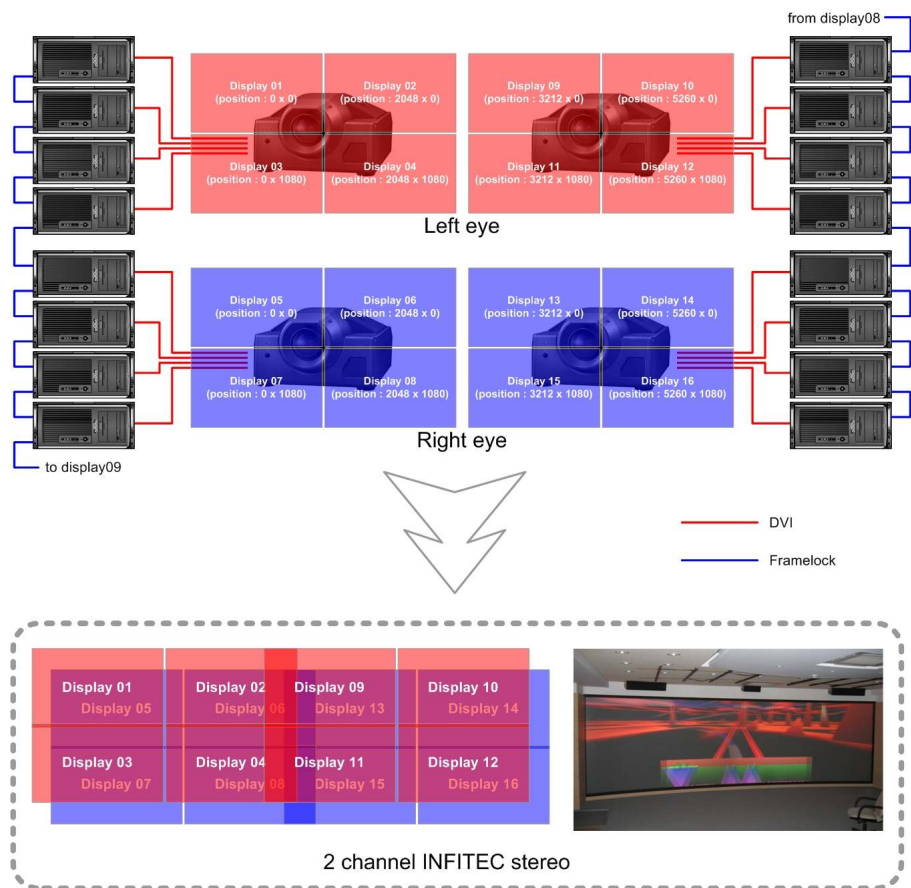 from display08
Display 01
(position : 0 x 0)
Display 02
(position : 2048 x 0)
Display 09
(position : 3212 x 0)
Display 10
(position : 5260 x 0)
Display 03
(position : 0 x 1080)
Display 04
(position : 2048 x 1080)
Display 11
(position : 3212 x 1080)
Display 12
(position : 5260 x 1080)
Left eye
Display 05
(position : 0 x 0)
Display 06
(position : 2048 x 0)
Display 13
(position : 3212 x 0)
Display 14
(position : 5260 x 0)
Display 07
(position : 0 x 1080)
Display 08
(position : 2048 x 1080)
Display 15
(position : 3212 x 1080)
Display 16
(position : 5260 x 1080)
Right eye
to display09
DVI
Framelock
Display 01
Display 02
Display 09
Display 10
Display 05
Display 06
Display 13
Display 14
Display 03
Display 04
Display 11
Display 12
Display 07
Display 08
Display 15
Display 16
2 channel INFITEC stereo